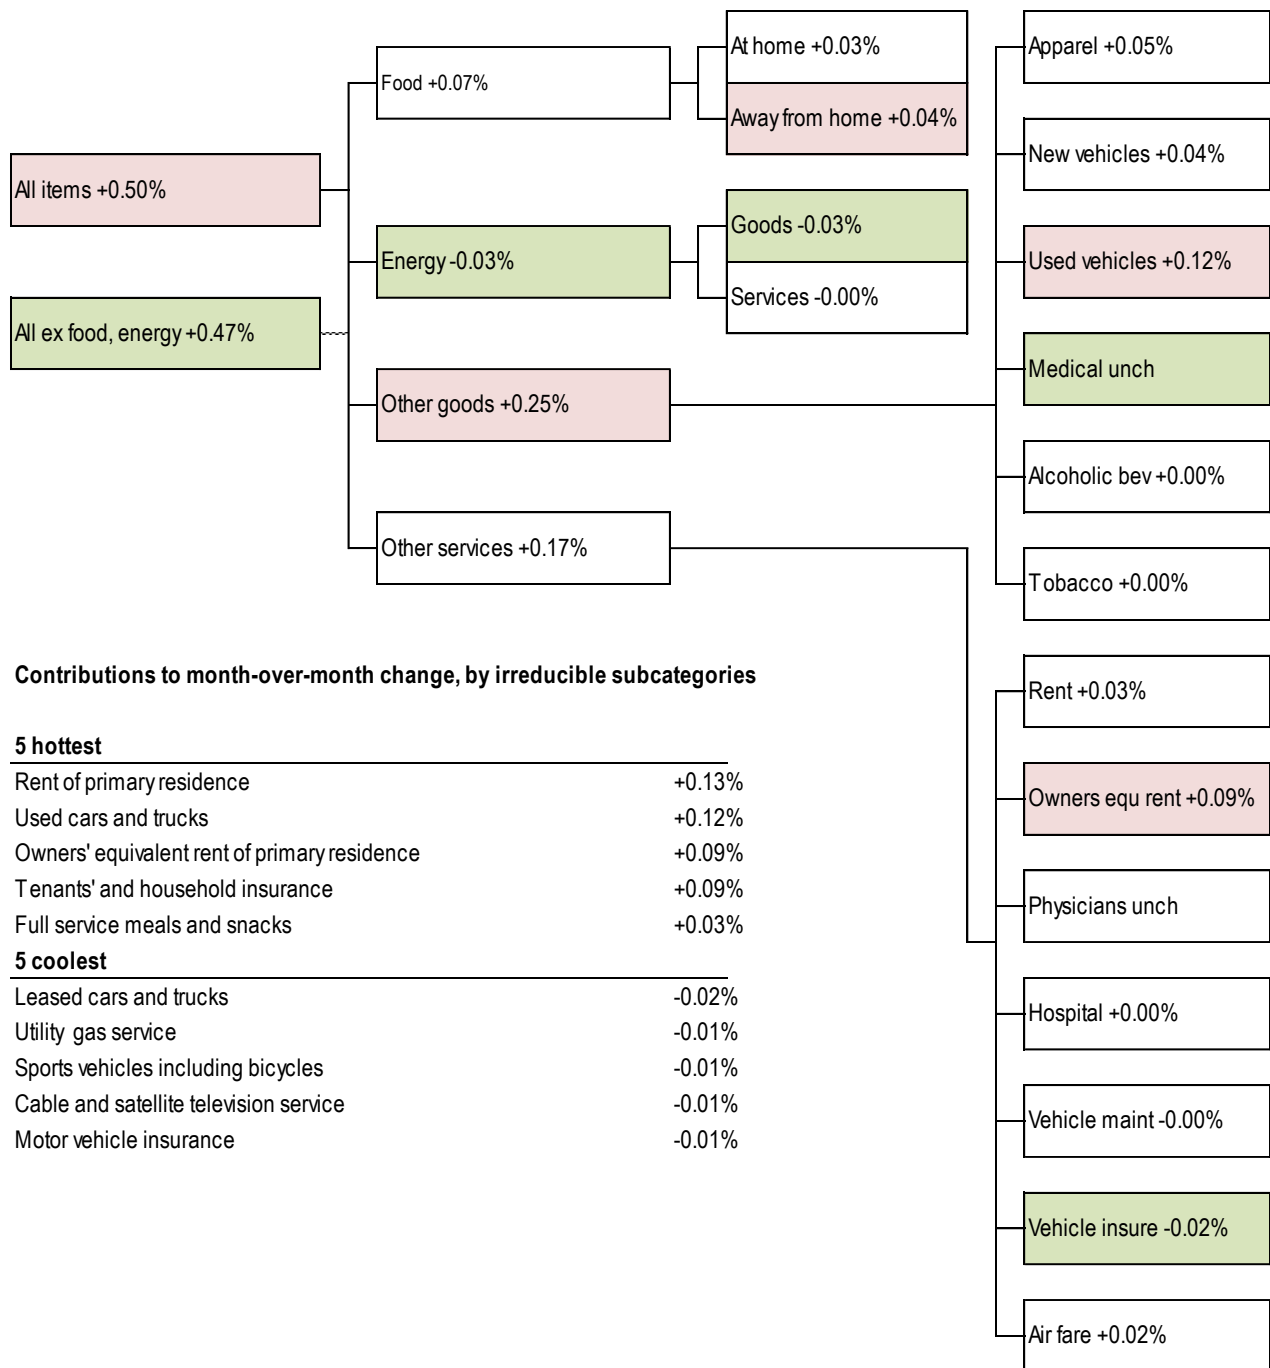 All items +0.50%
All ex food, energy +0.47%
Food +0.07%
Energy -0.03%
Other goods +0.25%
Other services +0.17%
At home +0.03%
Away from home +0.04%
Goods -0.03%
Services -0.00%
Apparel +0.05%
New vehicles +0.04%
Used vehicles +0.12%
Medical unch
Alcoholic bev +0.00%
Tobacco +0.00%
Rent +0.03%
Owners equ rent +0.09%
Physicians unch
Hospital +0.00%
Vehicle maint -0.00%
Vehicle insure -0.02%
Air fare +0.02%
Contributions to month-over-month change, by irreducible subcategories
5 hottest
Rent of primary residence +0.13%
Used cars and trucks +0.12%
Owners' equivalent rent of primary residence +0.09%
Tenants' and household insurance +0.09%
Full service meals and snacks +0.03%
5 coolest
Leased cars and trucks -0.02%
Utility gas service -0.01%
Sports vehicles including bicycles -0.01%
Cable and satellite television service -0.01%
Motor vehicle insurance -0.01%